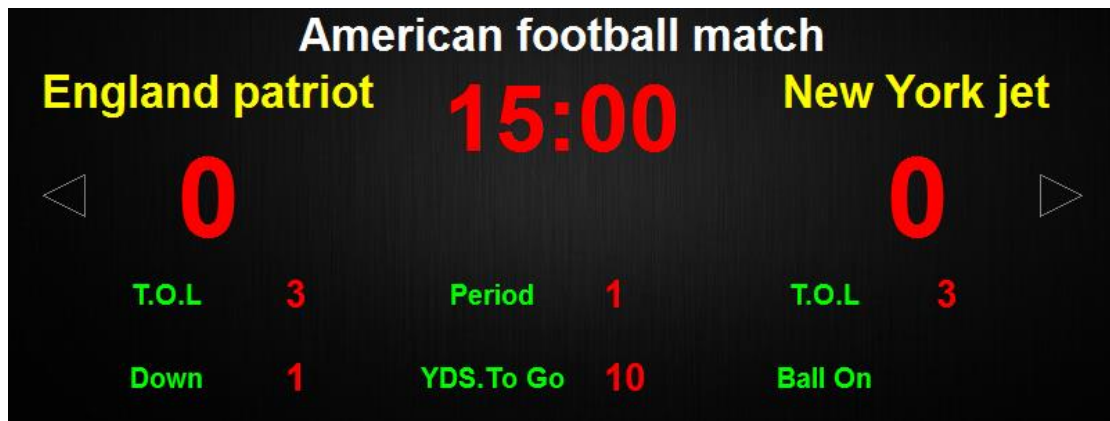 American football match
England patriot 15:00 New York jet
0 0
T.O.L 3 Period 1 T.O.L 3
Down 1 YDS.To Go 10 Ball On